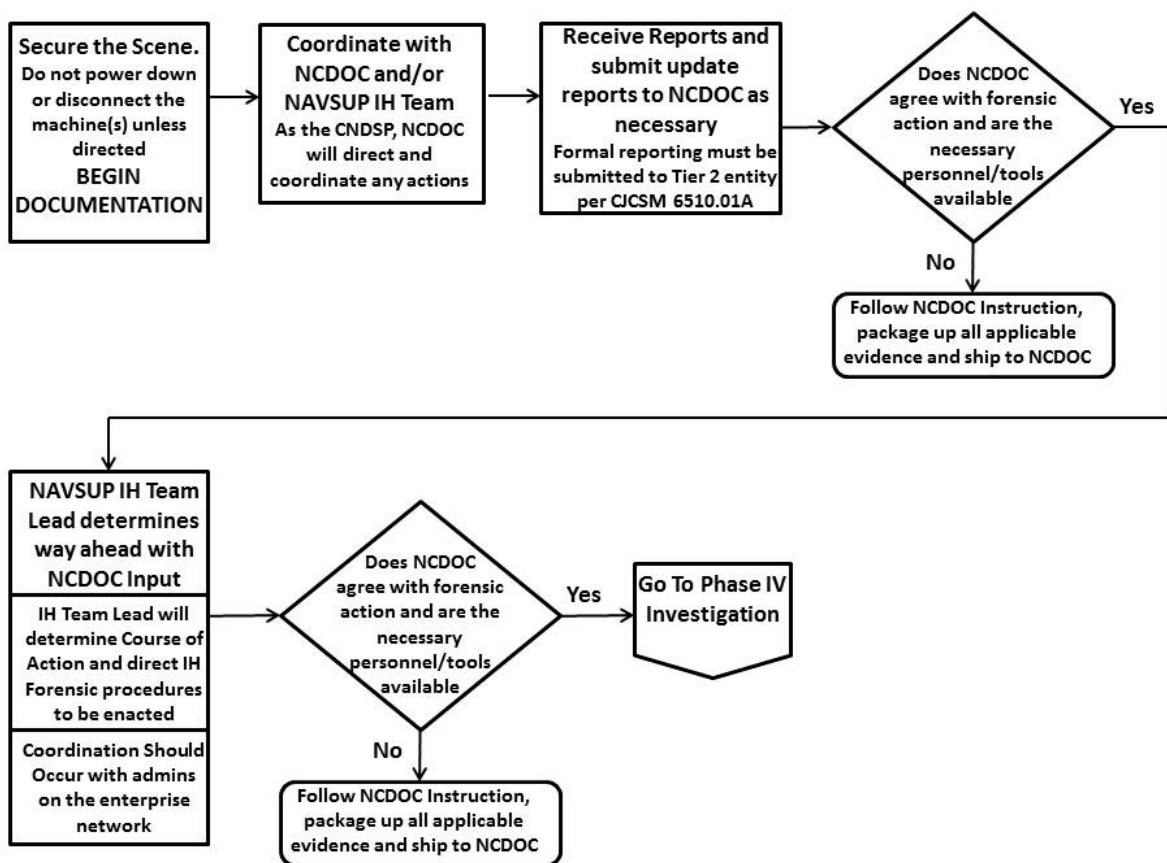 Secure the Scene.
Do not power down
or disconnect the
machine(s) unless
directed
BEGIN
DOCUMENTATION
Coordinate with
NCDOC and/or
NAVSUP IH Team
As the CNDSP, NCDOC
will direct and
coordinate any actions
Receive Reports and
submit update
reports to NCDOC as
necessary
Formal reporting must be
submitted to Tier 2 entity
per CJCSM 6510.01A
Does NCDOC
agree with forensic
action and are the
necessary
personnel/tools
available
Yes
No
Follow NCDOC Instruction,
package up all applicable
evidence and ship to NCDOC
NAVSUP IH Team
Lead determines
way ahead with
NCDOC Input
IH Team Lead will
determine Course of
Action and direct IH
Forensic procedures
to be enacted
Coordination Should
Occur with admins
on the enterprise
network
Does NCDOC
agree with forensic
action and are the
necessary
personnel/tools
available
Yes
Go To Phase IV
Investigation
No
Follow NCDOC Instruction,
package up all applicable
evidence and ship to NCDOC